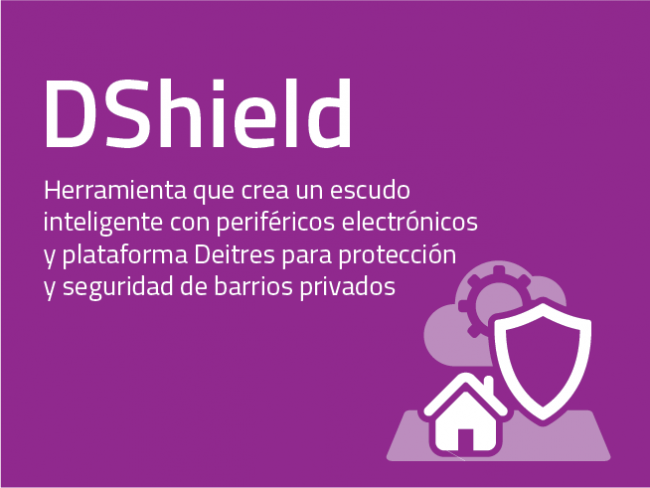 DShield
Herramienta que crea un escudo
inteligente con periféricos electrónicos
y plataforma Deitres para protección
y seguridad de barrios privados